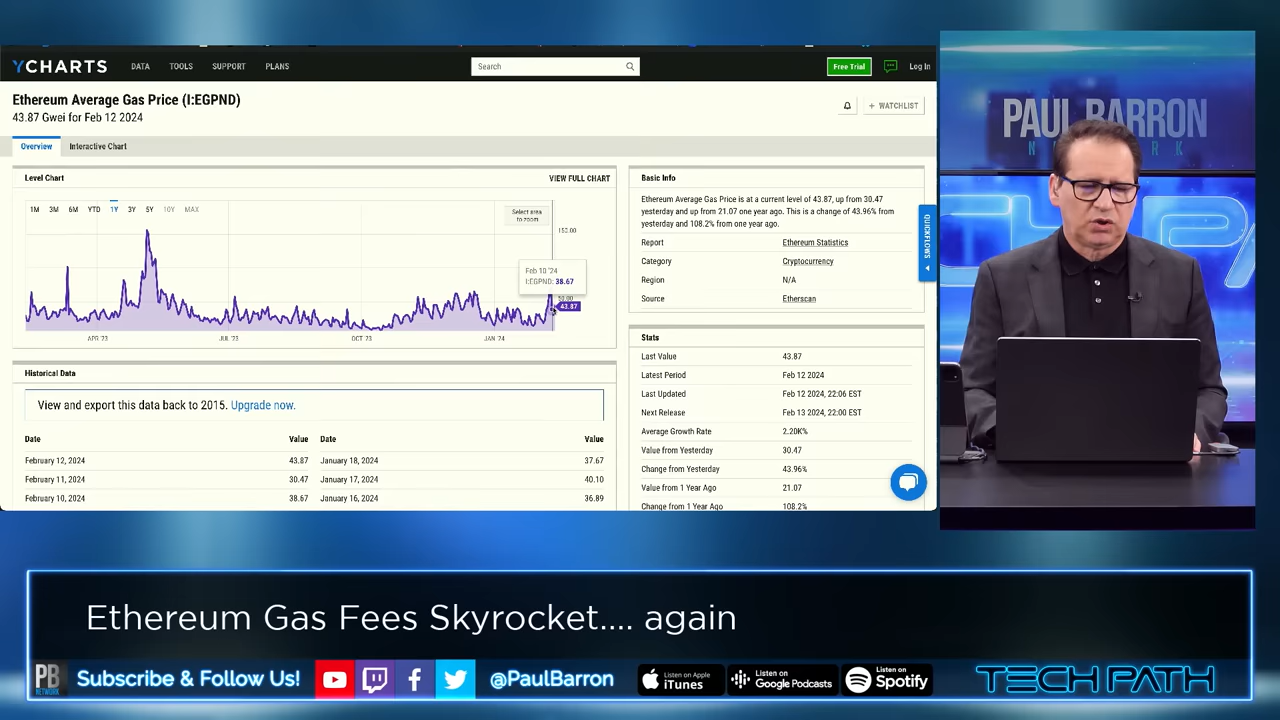 YCHARTS
DATA TOOLS SUPPORT PLANS
Search
Free Trial
Log In
Ethereum Average Gas Price (I:EGPND)
43.87 Gwei for Feb 12 2024
+ WATCHLIST
Overview Interactive Chart
Level Chart
VIEW FULL CHART
1M 3M 6M YTD 1Y 3Y 5Y 10Y MAX
Select area
to zoom
150.00
Feb 10 '24
I:EGPND: 38.67
50.00
43.87
APR '23 JUL '23 OCT '23 JAN '24
Historical Data
View and export this data back to 2015. Upgrade now.
Date Value Date Value
February 12, 2024 43.87 January 18, 2024 37.67
February 11, 2024 30.47 January 17, 2024 40.10
February 10, 2024 38.67 January 16, 2024 36.89
Basic Info
Ethereum Average Gas Price is at a current level of 43.87, up from 30.47
yesterday and up from 21.07 one year ago. This is a change of 43.96% from
yesterday and 108.2% from one year ago.
Report Ethereum Statistics
Category Cryptocurrency
Region N/A
Source Etherscan
QUICKFLOWS
Stats
Last Value 43.87
Latest Period Feb 12 2024
Last Updated Feb 12 2024, 22:06 EST
Next Release Feb 13 2024, 22:00 EST
Average Growth Rate 2.20K%
Value from Yesterday 30.47
Change from Yesterday 43.96%
Value from 1 Year Ago 21.07
Change from 1 Year Ago 108.2%
PAUL BARRON
Ethereum Gas Fees Skyrocket.... again
PB
NETWORK
Subscribe & Follow Us!
@PaulBarron
Listen on Apple
iTunes
Listen on
Google Podcasts
Listen on
Spotify
TECH PATH